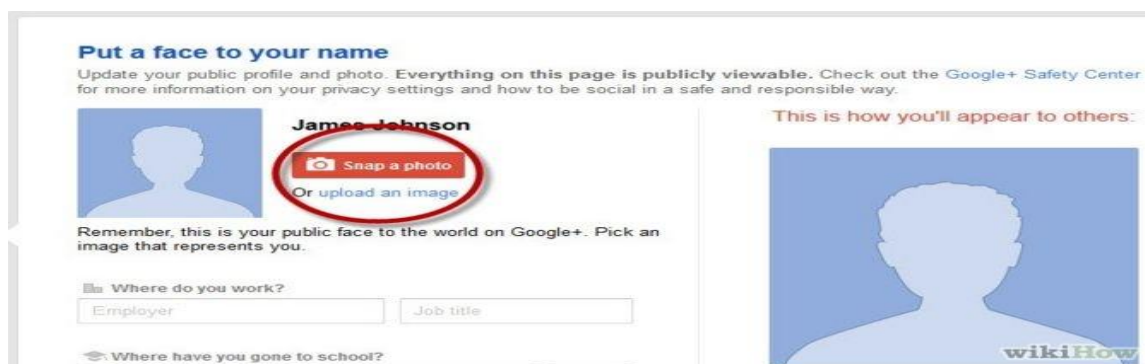 Put a face to your name
Update your public profile and photo. Everything on this page is publicly viewable. Check out the Google+ Safety Center
for more information on your privacy settings and how to be social in a safe and responsible way.
James Johnson
Snap a photo
Or upload an image
Remember, this is your public face to the world on Google+. Pick an
image that represents you.
Where do you work?
Employer
Job title
Where have you gone to school?
This is how you'll appear to others:
wikiHow